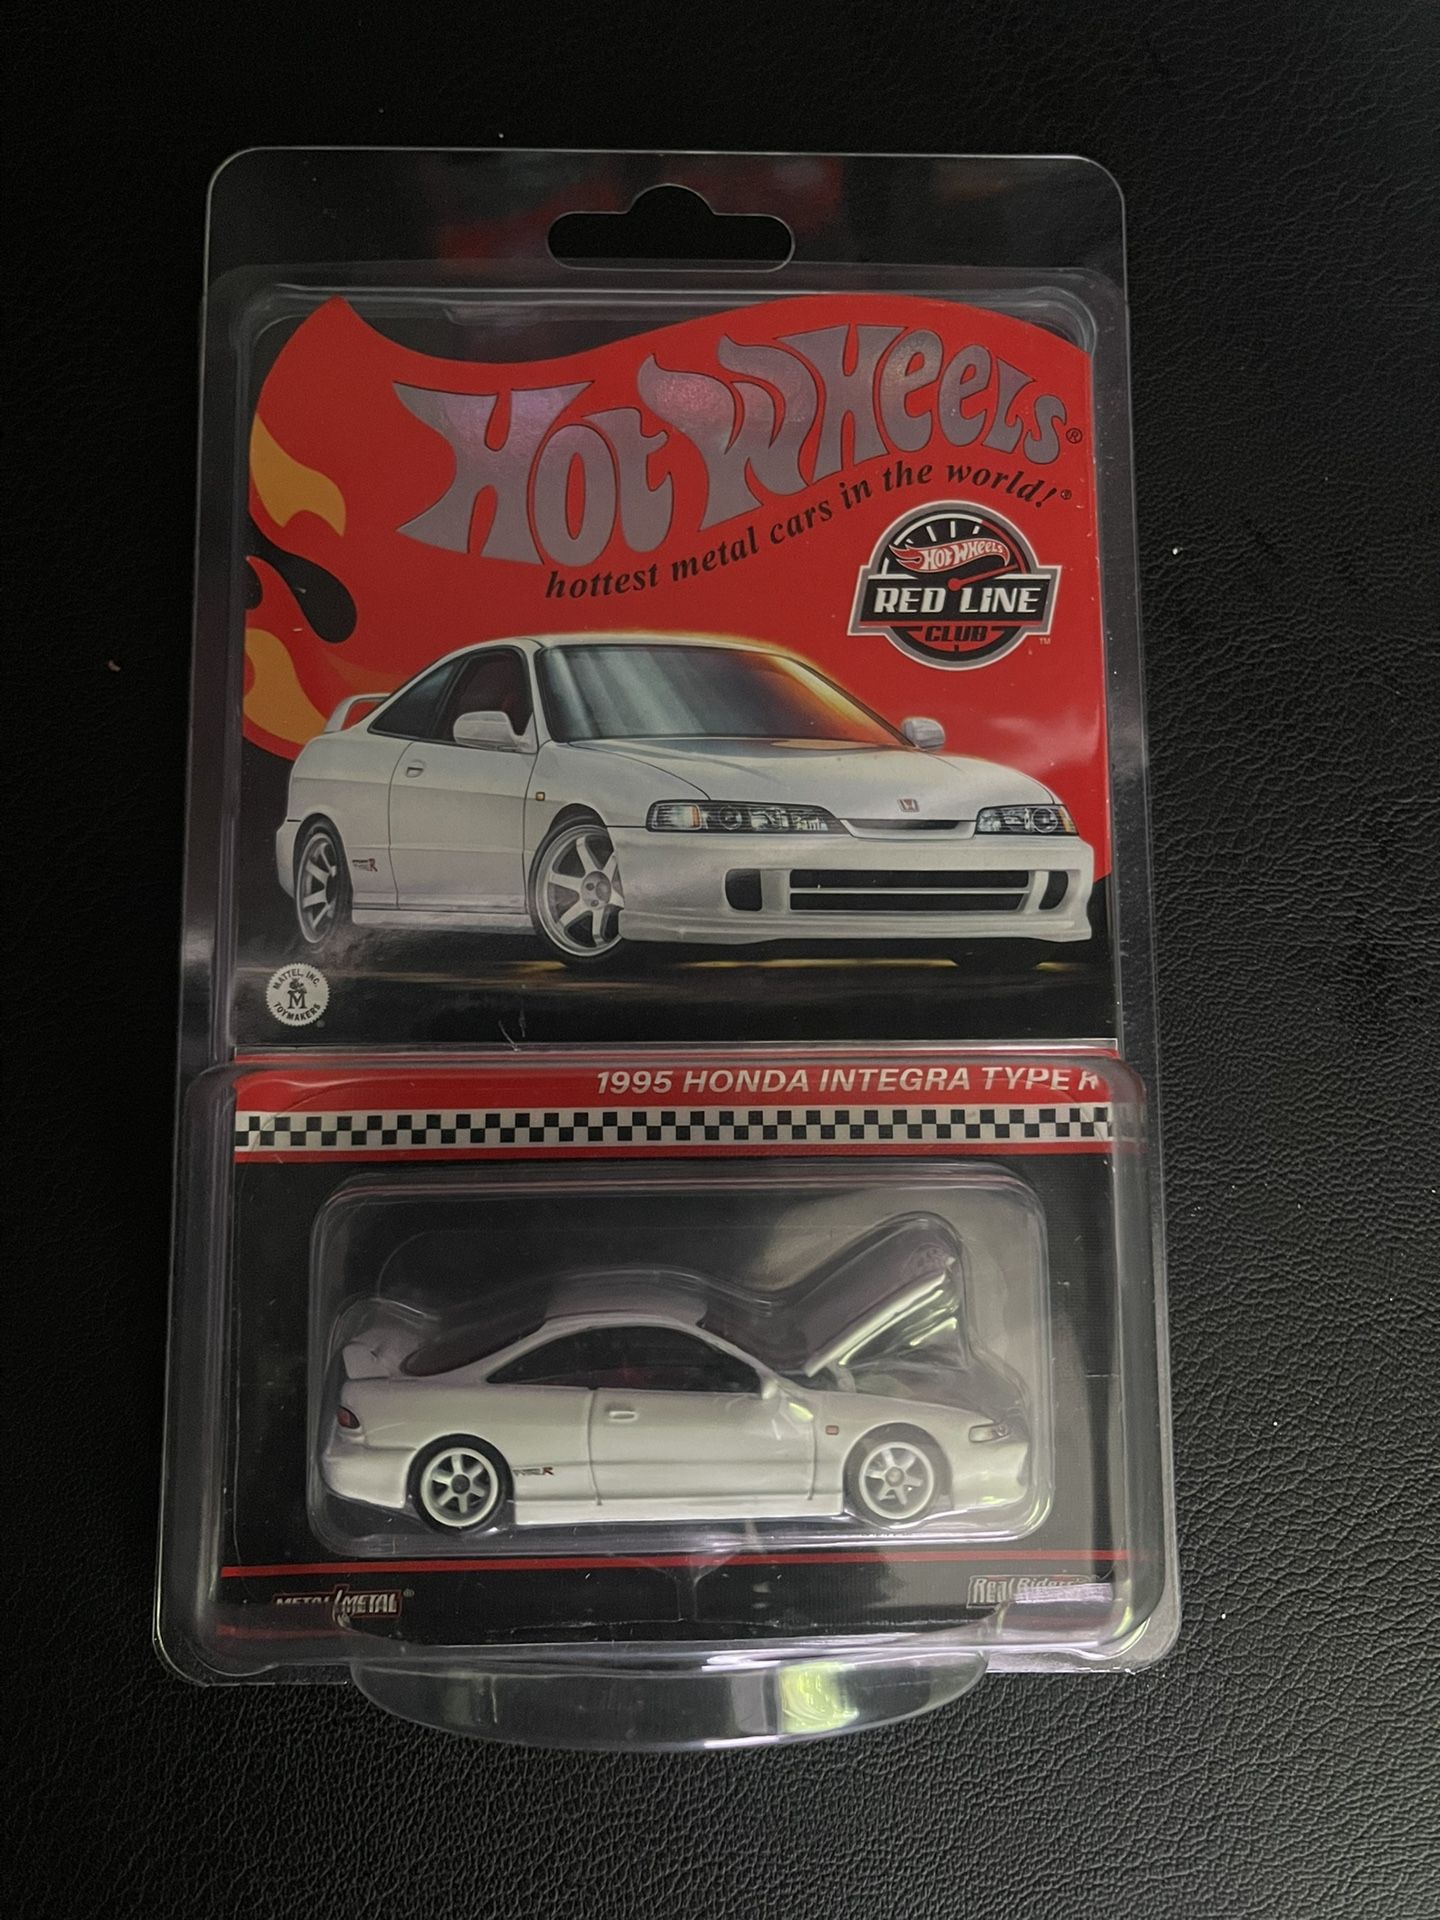 Hot Wheels®
hottest metal cars in the world!®
Hot Wheels
RED LINE
CLUB™
MATTEL, INC.
M
TOYMAKERS®
1995 HONDA INTEGRA TYPE R
METAL/METAL®
Real Riders